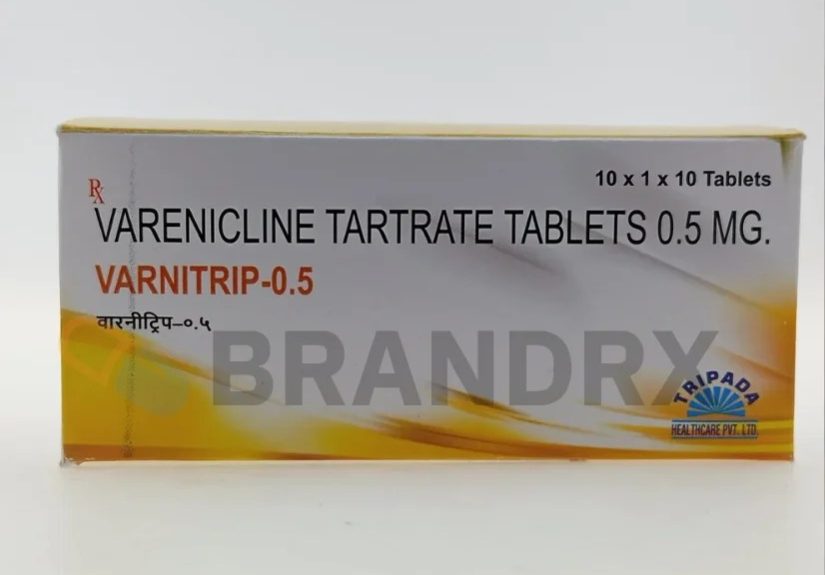 10 x 1 x 10 Tablets
Rx
VARENICLINE TARTRATE TABLETS 0.5 MG.
VARNITRIP-0.5
वारनीट्रिप–०.५
BRANDRX
TRIPADA
HEALTHCARE PVT. LTD.